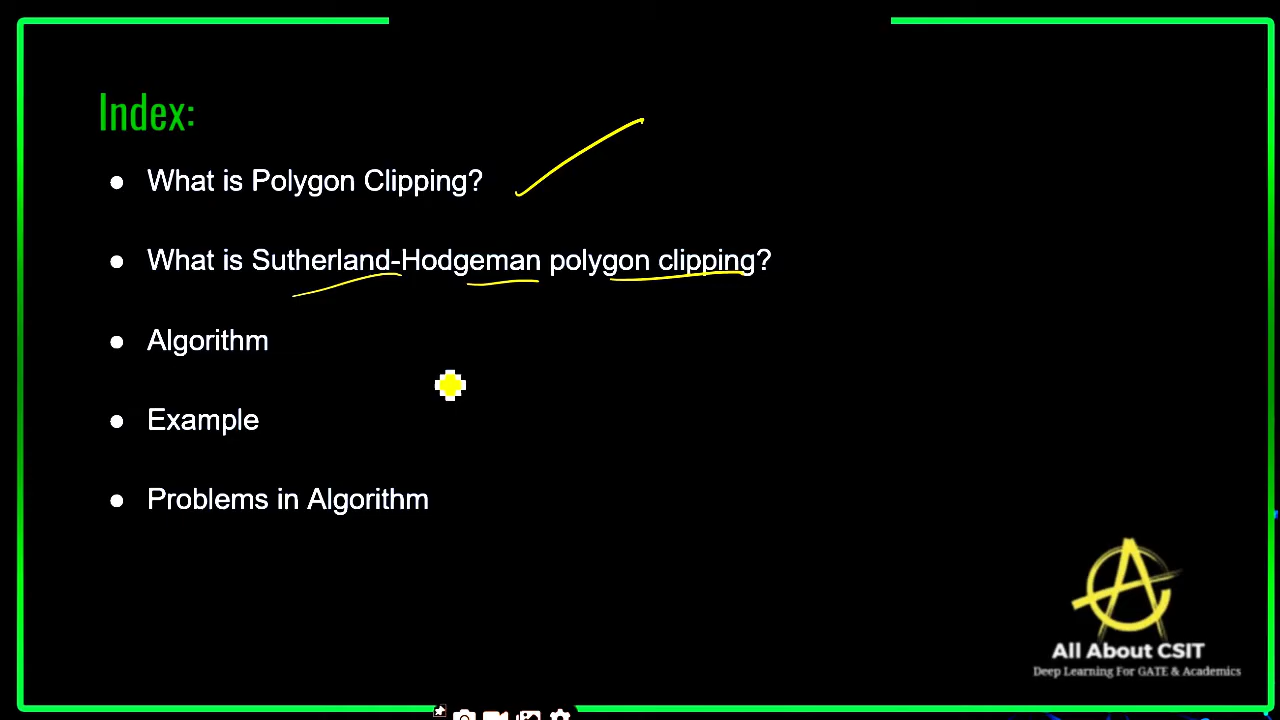 Index:
● What is Polygon Clipping?
● What is Sutherland-Hodgeman polygon clipping?
● Algorithm
● Example
● Problems in Algorithm
All About CSIT
Deep Learning For GATE & Academics